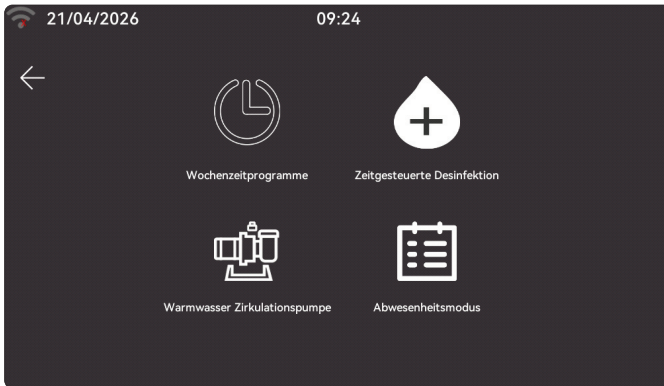 21/04/2026 09:24
Wochenzeitprogramme Zeitgesteuerte Desinfektion
Warmwasser Zirkulationspumpe Abwesenheitsmodus